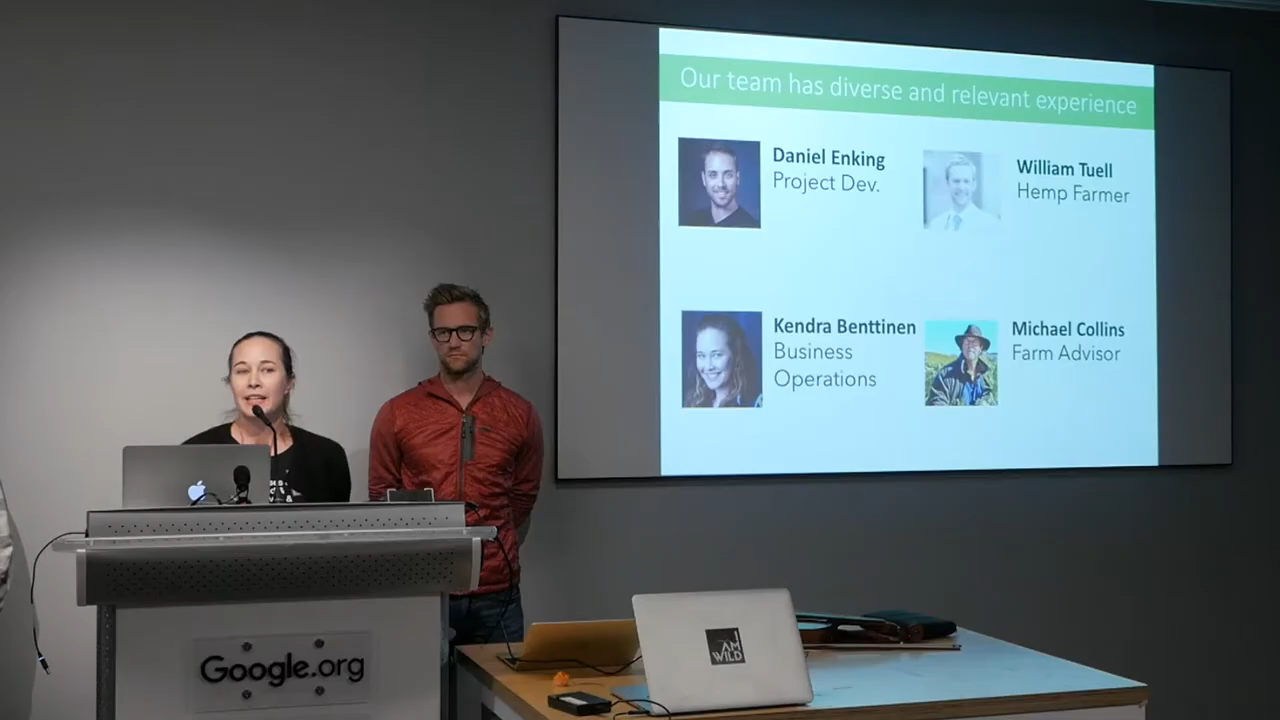 Our team has diverse and relevant experience
Daniel Enking
Project Dev.
William Tuell
Hemp Farmer
Kendra Benttinen
Business
Operations
Michael Collins
Farm Advisor
Google.org
I
AM
WILD